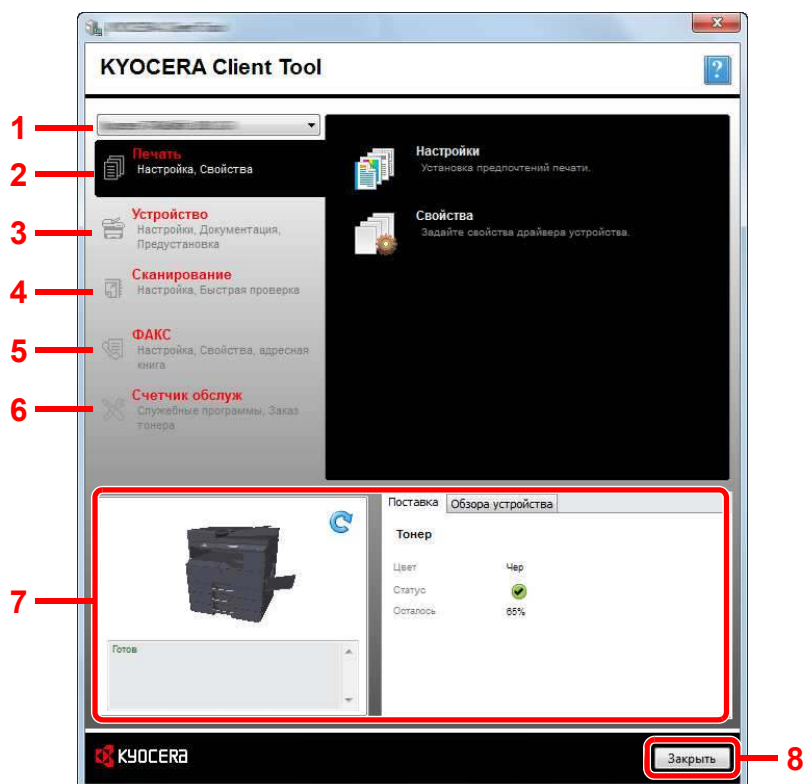 KYOCERA Client Tool
?
1
2
Печать
Настройка, Свойства
3
Устройство
Настройки, Документация,
Предустановка
4
Сканирование
Настройка, Быстрая проверка
5
ФАКС
Настройка, Свойства, адресная
книга
6
Счетчик обслуж
Служебные программы, Заказ
тонера
Настройки
Установка предпочтений печати.
Свойства
Задайте свойства драйвера устройства.
7
Готов
Поставка Обзора устройства
Тонер
Цвет Чер
Статус
Осталось 65%
KYOCERA
Закрыть
8